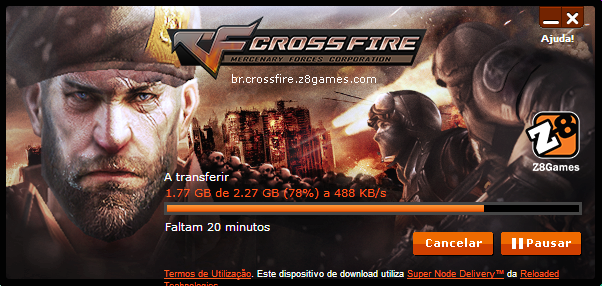 CROSSFIRE
MERCENARY FORCES CORPORATION
Ajuda!
br.crossfire.z8games.com
Z8
Z8Games
A transferir
1.77 GB de 2.27 GB (78%) a 488 KB/s
Faltam 20 minutos
Cancelar
Pausar
Termos de Utilização. Este dispositivo de download utiliza Super Node Delivery™ da Reloaded
Technologies